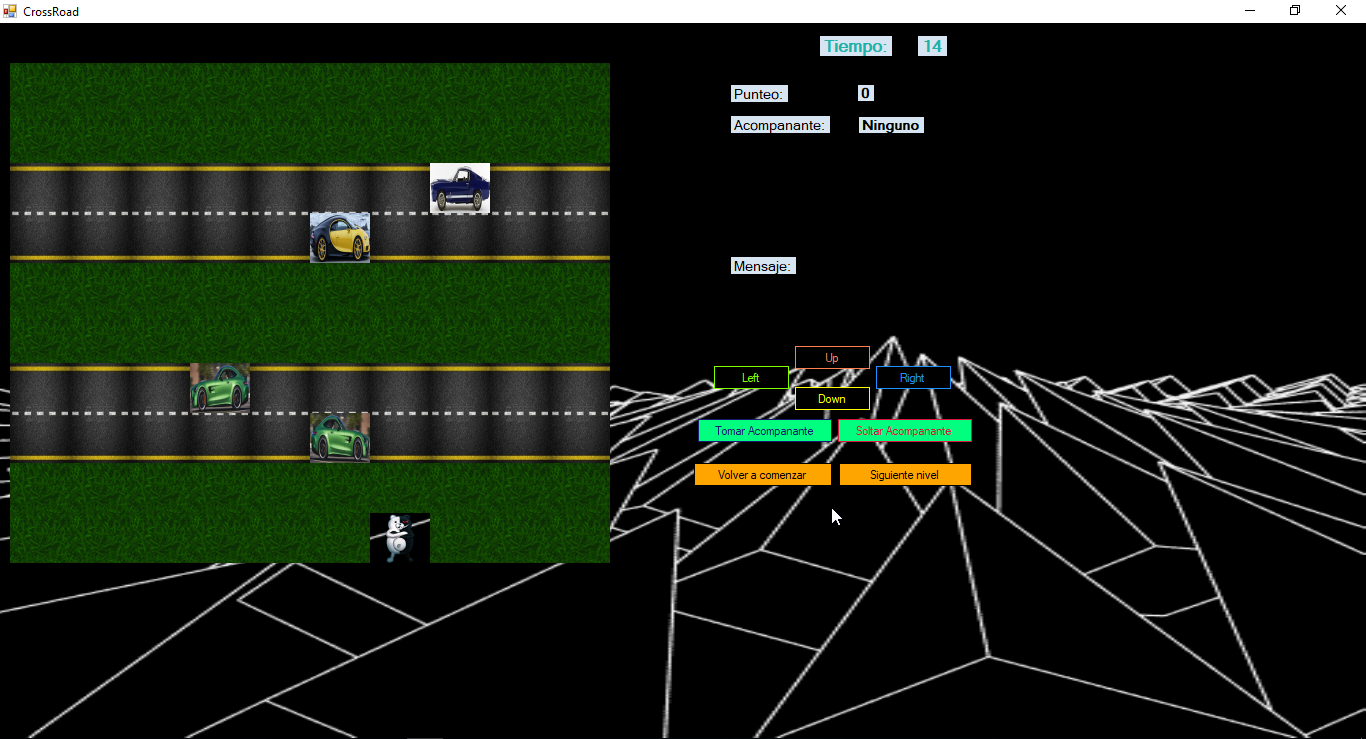 CrossRoad
Tiempo: 14
Punteo: 0
Acompanante: Ninguno
Mensaje:
Up
Left Right
Down
Tomar Acompanante Soltar Acompanante
Volver a comenzar Siguiente nivel